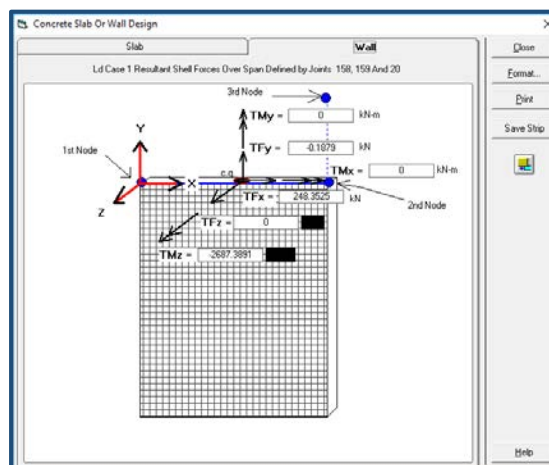 Concrete Slab Or Wall Design
Slab
Wall
Ld Case 1 Resultant Shell Forces Over Span Defined by Joints 158, 159 And 20
Close
Format...
Print
Save Strip
Help
3rd Node
TMy = 0 kN-m
TFy = -0.1879 kN
TMx = 0 kN-m
Y
1st Node
c.g.
X
Z
TFx = 248.3525 kN
2nd Node
TFz = 0
TMz = -2687.3891